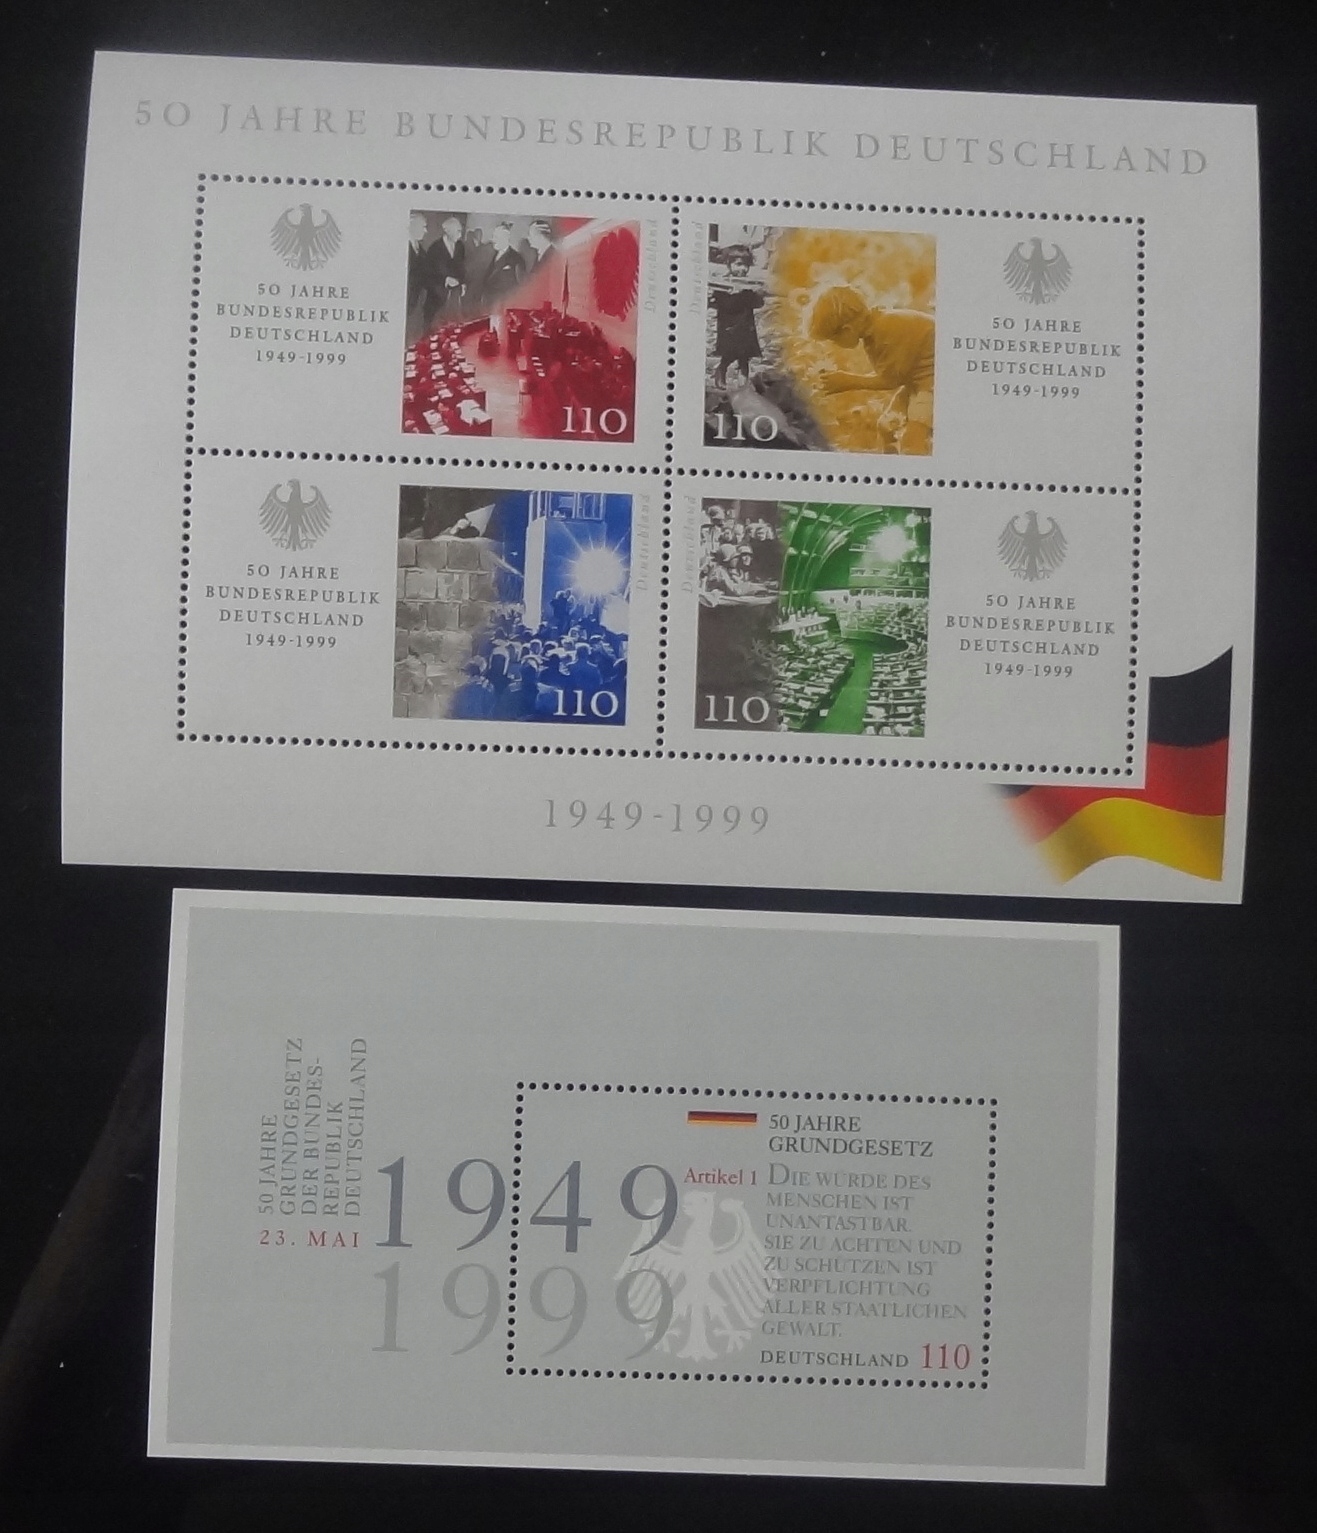 50 JAHRE BUNDESREPUBLIK DEUTSCHLAND
50 JAHRE
BUNDESREPUBLIK
DEUTSCHLAND
1949-1999
Deutschland
110
Deutschland
110
50 JAHRE
BUNDESREPUBLIK
DEUTSCHLAND
1949-1999
50 JAHRE
BUNDESREPUBLIK
DEUTSCHLAND
1949-1999
Deutschland
110
Deutschland
110
50 JAHRE
BUNDESREPUBLIK
DEUTSCHLAND
1949-1999
1949-1999
50 JAHRE
GRUNDGESETZ
DER BUNDES-
REPUBLIK
DEUTSCHLAND
23. MAI
1949
1999
50 JAHRE
GRUNDGESETZ
Artikel 1 DIE WÜRDE DES
MENSCHEN IST
UNANTASTBAR.
SIE ZU ACHTEN UND
ZU SCHÜTZEN IST
VERPFLICHTUNG
ALLER STAATLICHEN
GEWALT.
DEUTSCHLAND 110